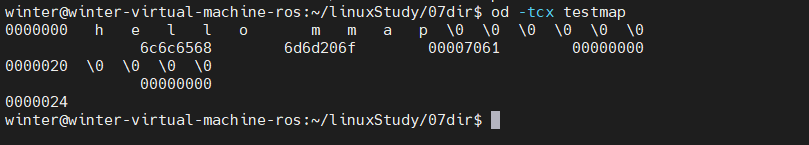 winter@winter-virtual-machine-ros:~/linuxStudy/07dir$ od -tcx testmap
0000000   h   e   l   l   o       m   m   a   p  \0  \0  \0  \0  \0  \0
               6c6c6568        6d6d206f        00007061        00000000
0000020  \0  \0  \0  \0
               00000000
0000024
winter@winter-virtual-machine-ros:~/linuxStudy/07dir$